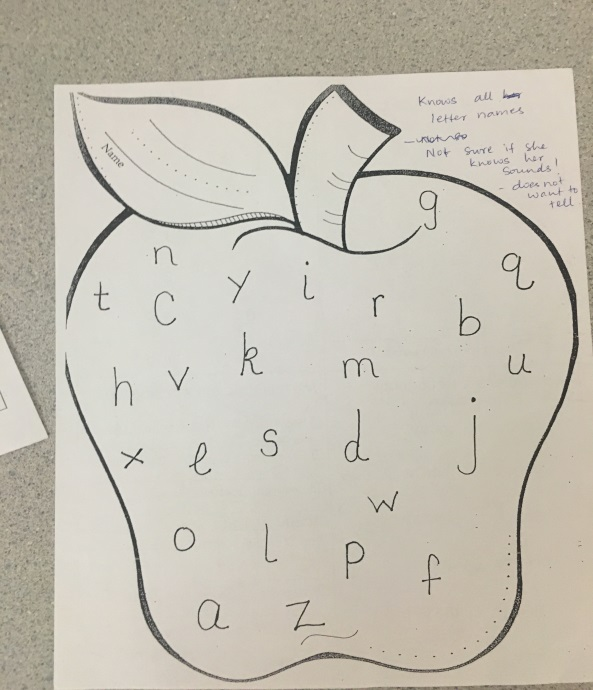 Knows all
letter names
Not sure if she
knows her
sounds!
- does not
want to
tell
Name
g
n
y i
q
t c
r
b
k
m
u
h v
x e s d j
w
o l p f
a z